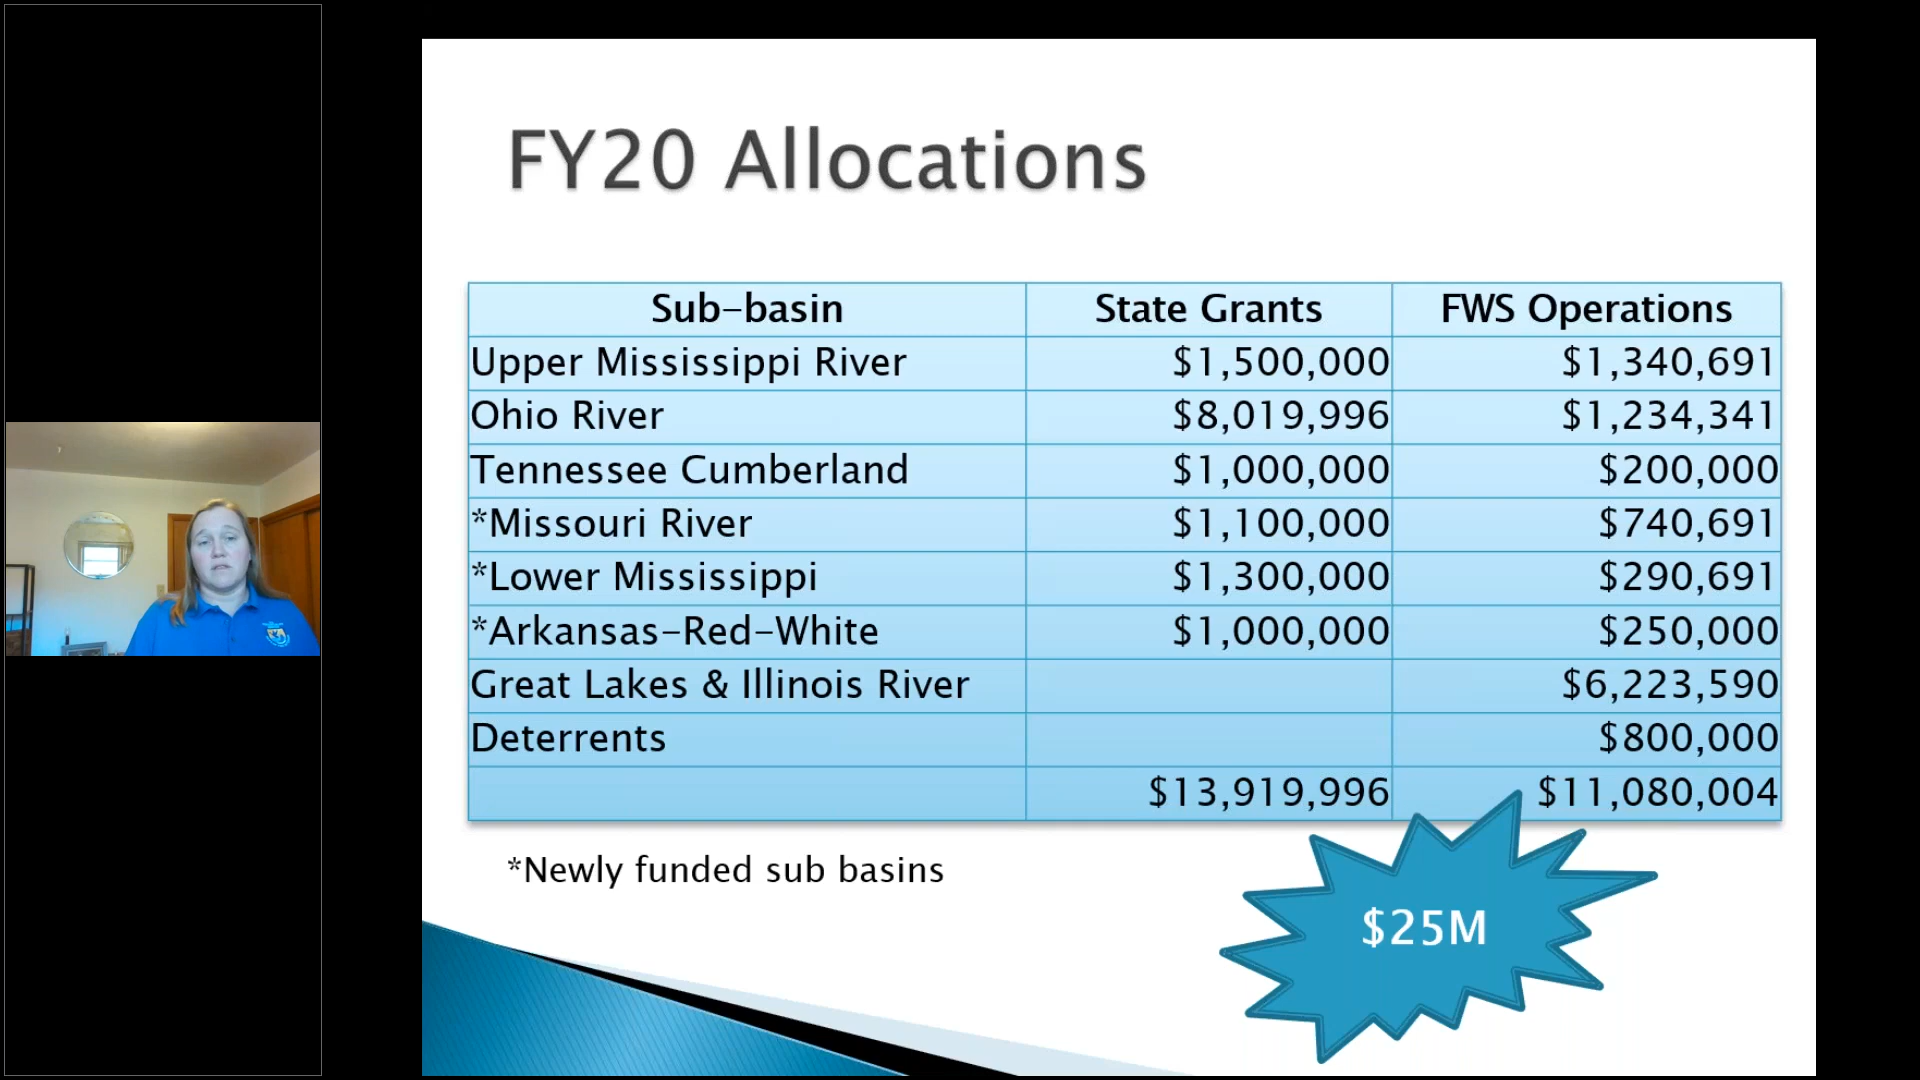 FY20 Allocations
Sub-basin State Grants FWS Operations
Upper Mississippi River $1,500,000 $1,340,691
Ohio River $8,019,996 $1,234,341
Tennessee Cumberland $1,000,000 $200,000
*Missouri River $1,100,000 $740,691
*Lower Mississippi $1,300,000 $290,691
*Arkansas-Red-White $1,000,000 $250,000
Great Lakes & Illinois River $6,223,590
Deterrents $800,000
$13,919,996 $11,080,004
*Newly funded sub basins
$25M